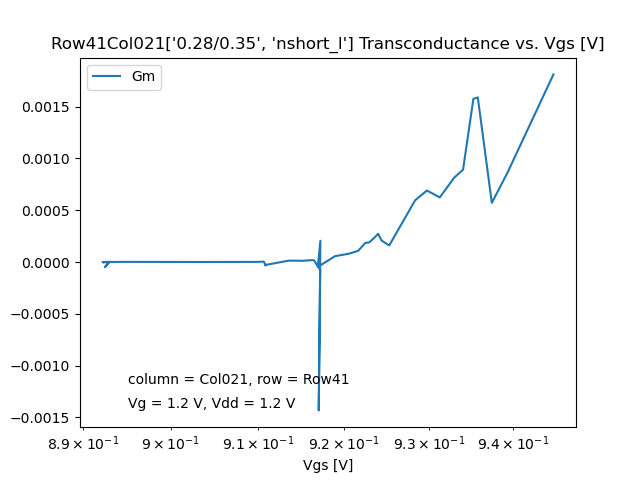 Row41Col021['0.28/0.35', 'nshort_l'] Transconductance vs. Vgs [V]
Gm
0.0015
0.0010
0.0005
0.0000
−0.0005
−0.0010
−0.0015
column = Col021, row = Row41
Vg = 1.2 V, Vdd = 1.2 V
8.9 × 10⁻¹ 9 × 10⁻¹ 9.1 × 10⁻¹ 9.2 × 10⁻¹ 9.3 × 10⁻¹ 9.4 × 10⁻¹
Vgs [V]